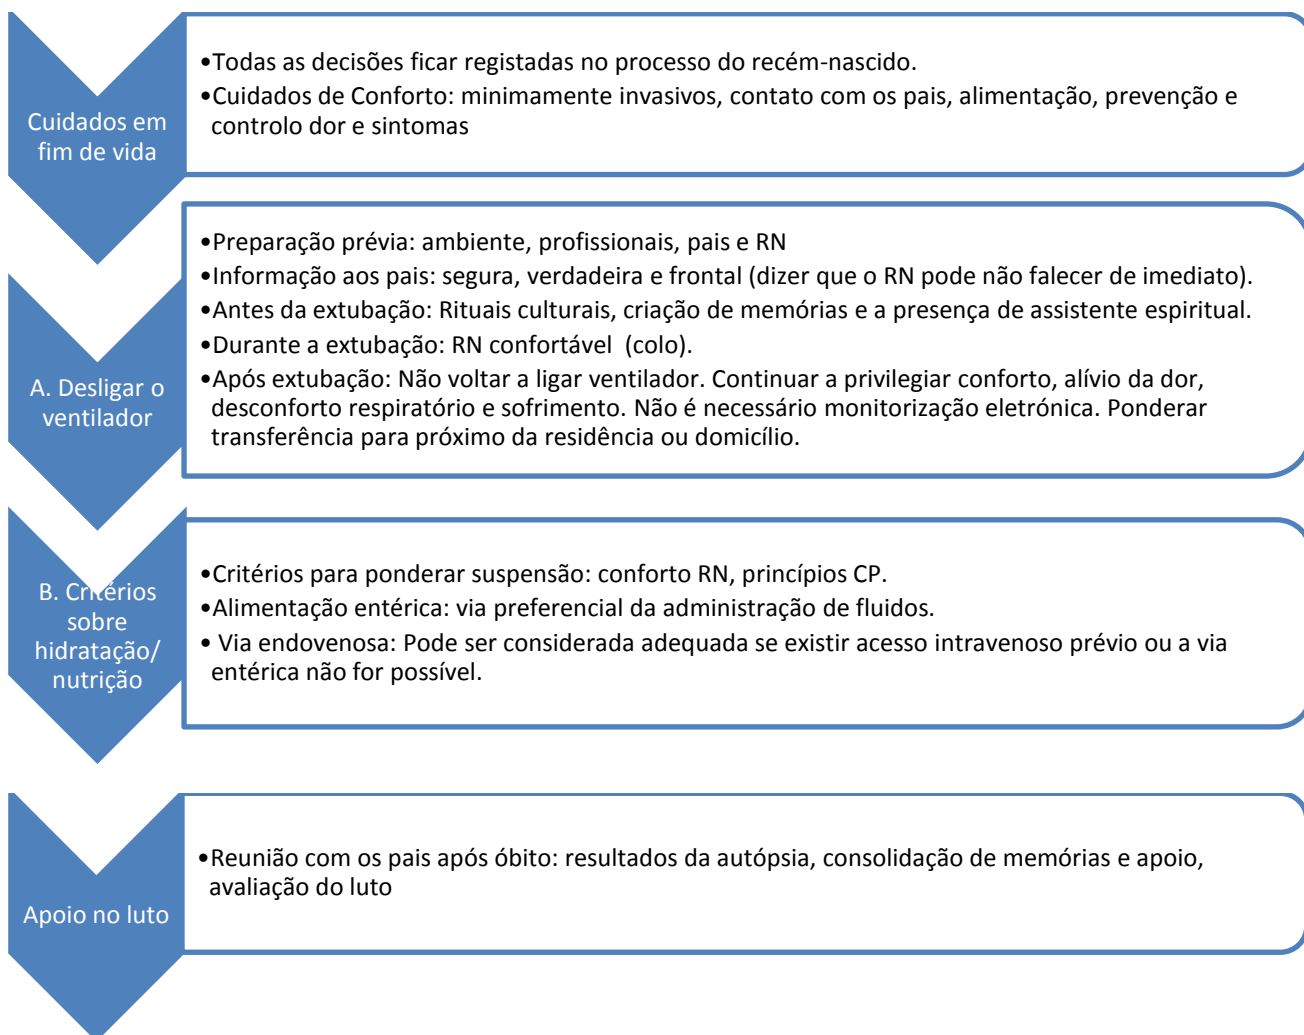 Cuidados em
fim de vida
•Todas as decisões ficar registadas no processo do recém-nascido.
•Cuidados de Conforto: minimamente invasivos, contato com os pais, alimentação, prevenção e
controlo dor e sintomas
A. Desligar o
ventilador
•Preparação prévia: ambiente, profissionais, pais e RN
•Informação aos pais: segura, verdadeira e frontal (dizer que o RN pode não falecer de imediato).
•Antes da extubação: Rituais culturais, criação de memórias e a presença de assistente espiritual.
•Durante a extubação: RN confortável (colo).
•Após extubação: Não voltar a ligar ventilador. Continuar a privilegiar conforto, alívio da dor,
desconforto respiratório e sofrimento. Não é necessário monitorização eletrónica. Ponderar
transferência para próximo da residência ou domicílio.
B. Critérios
sobre
hidratação/
nutrição
•Critérios para ponderar suspensão: conforto RN, princípios CP.
•Alimentação entérica: via preferencial da administração de fluidos.
• Via endovenosa: Pode ser considerada adequada se existir acesso intravenoso prévio ou a via
entérica não for possível.
Apoio no luto
•Reunião com os pais após óbito: resultados da autópsia, consolidação de memórias e apoio,
avaliação do luto